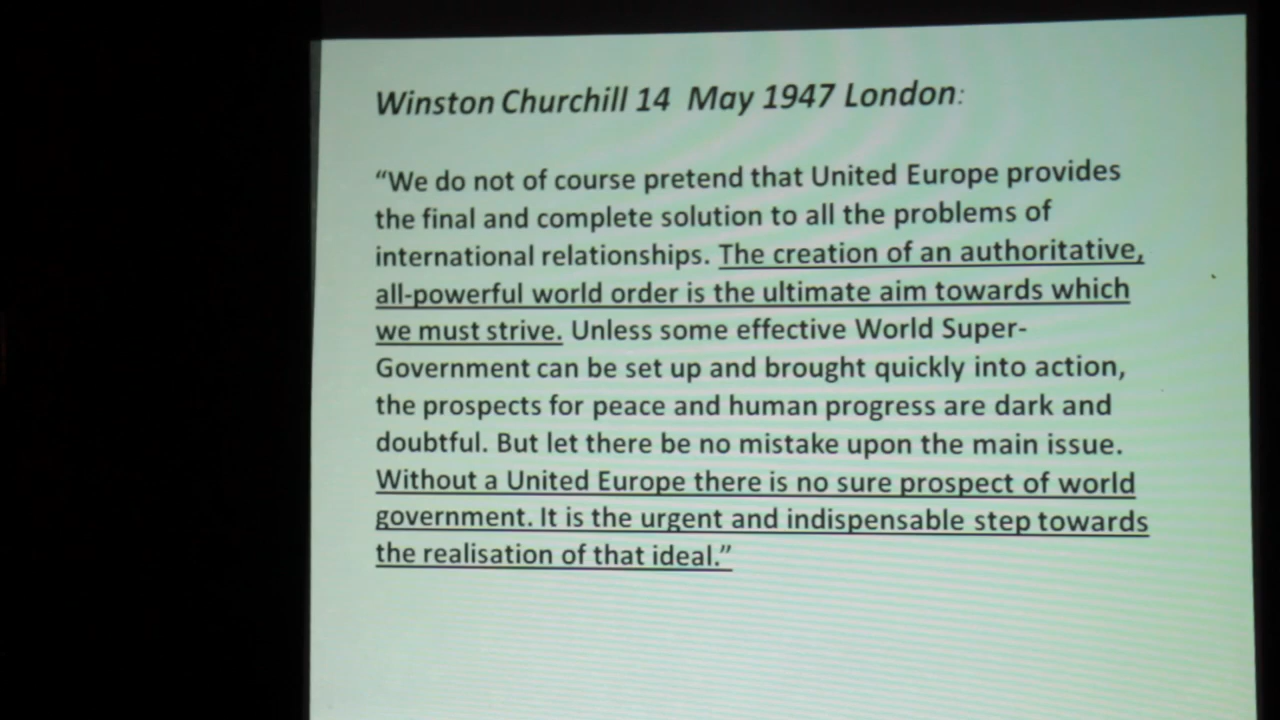 Winston Churchill 14 May 1947 London:
“We do not of course pretend that United Europe provides
the final and complete solution to all the problems of
international relationships. The creation of an authoritative,
all-powerful world order is the ultimate aim towards which
we must strive. Unless some effective World Super-
Government can be set up and brought quickly into action,
the prospects for peace and human progress are dark and
doubtful. But let there be no mistake upon the main issue.
Without a United Europe there is no sure prospect of world
government. It is the urgent and indispensable step towards
the realisation of that ideal.”